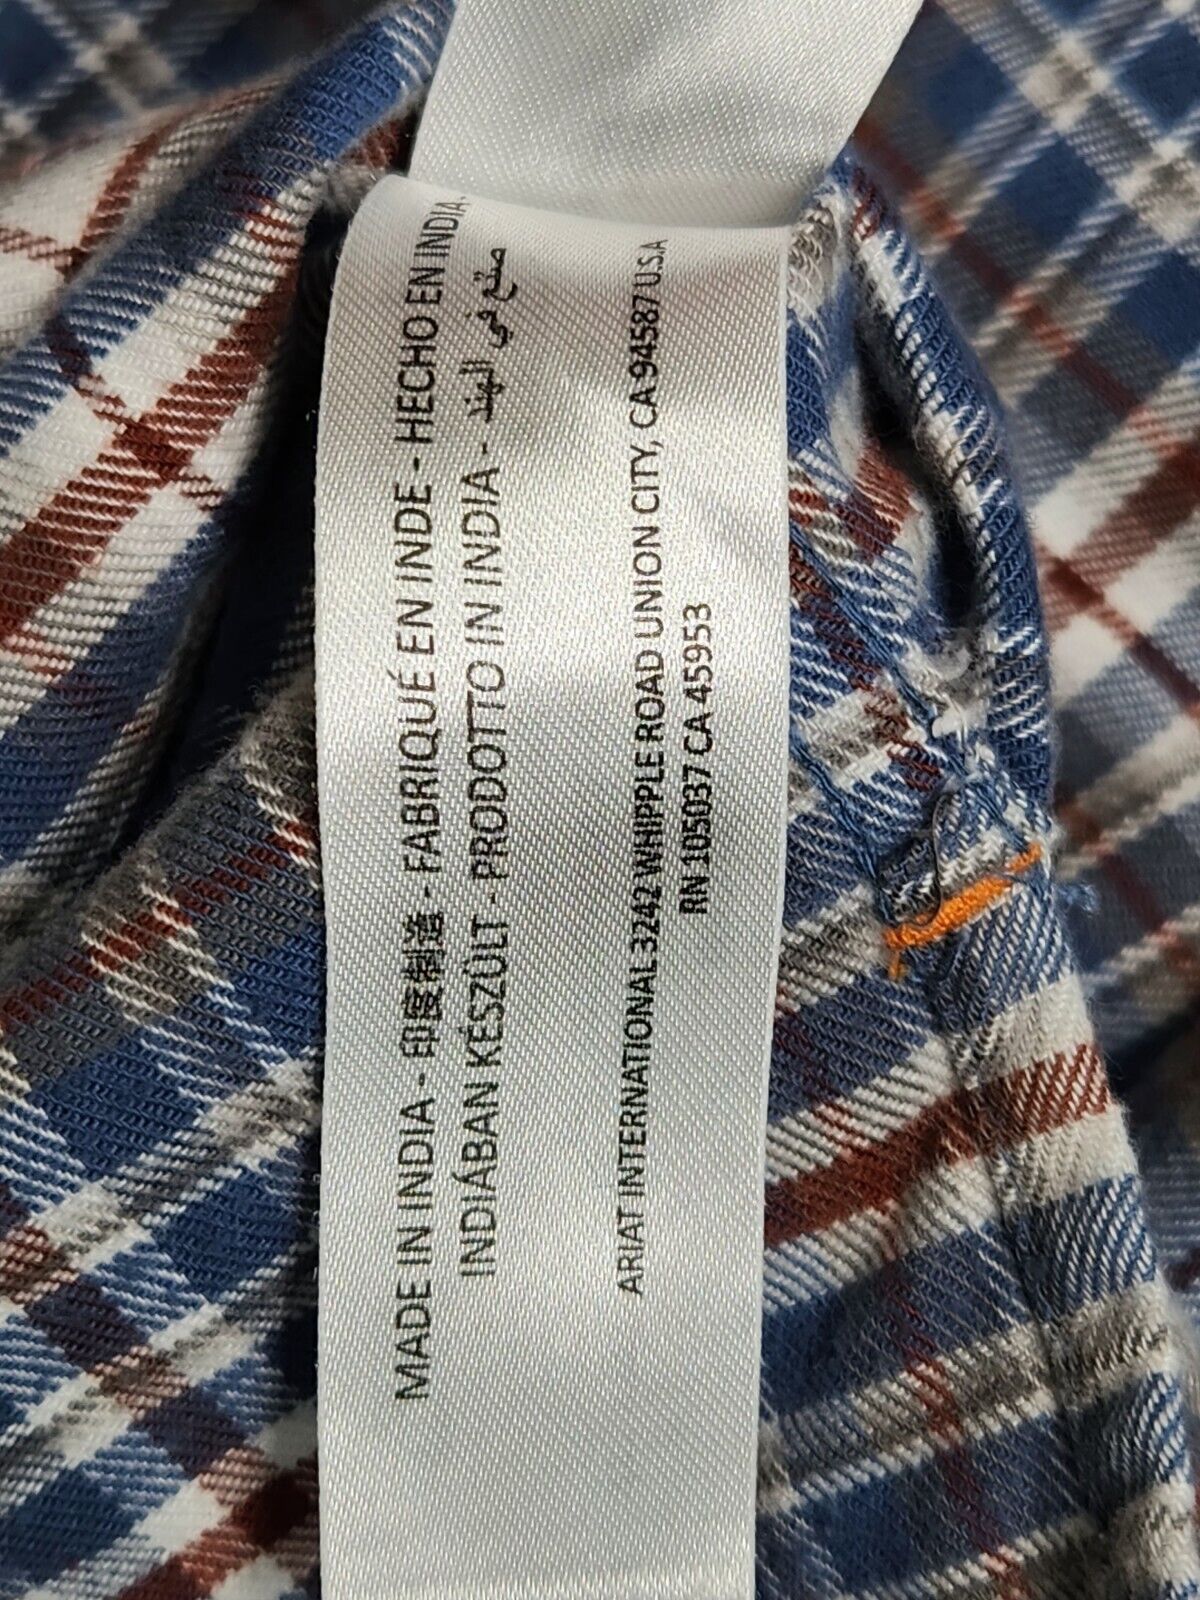 MADE IN INDIA - 印度制造 - FABRIQUÉ EN INDE - HECHO EN INDIA -
INDIÁBAN KÉSZÜLT - PRODOTTO IN INDIA - صنع في الهند
ARIAT INTERNATIONAL 3242 WHIPPLE ROAD UNION CITY, CA 94587 U.S.A
RN 105037 CA 45953